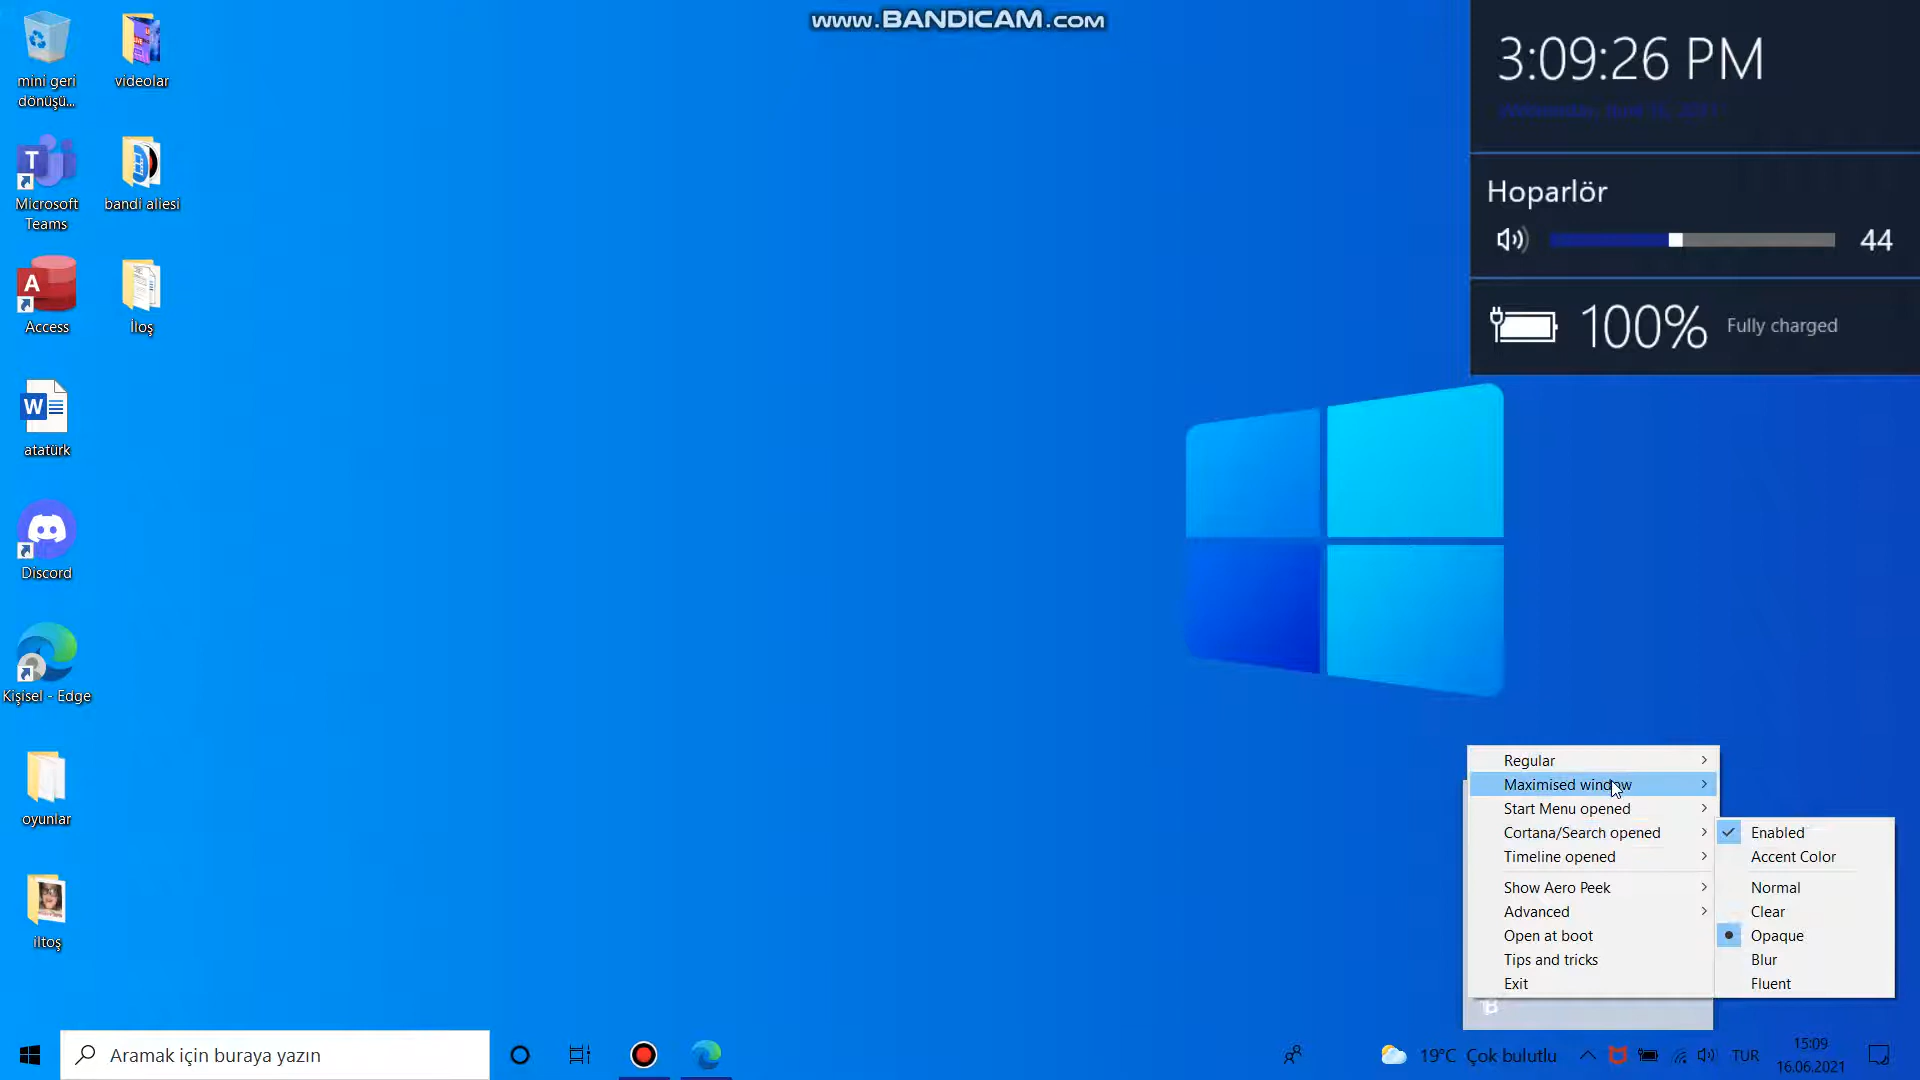 www.BANDICAM.com
mini geri
dönüşü...
videolar
Microsoft
Teams
bandi aliesi
Access
İloş
atatürk
Discord
Kişisel - Edge
oyunlar
iltoş
3:09:26 PM
Hoparlör
44
100% Fully charged
Regular
Maximised window
Start Menu opened
Cortana/Search opened
Timeline opened
Show Aero Peek
Advanced
Open at boot
Tips and tricks
Exit
Enabled
Accent Color
Normal
Clear
Opaque
Blur
Fluent
Aramak için buraya yazın
19°C Çok bulutlu
TUR
15:09
16.06.2021